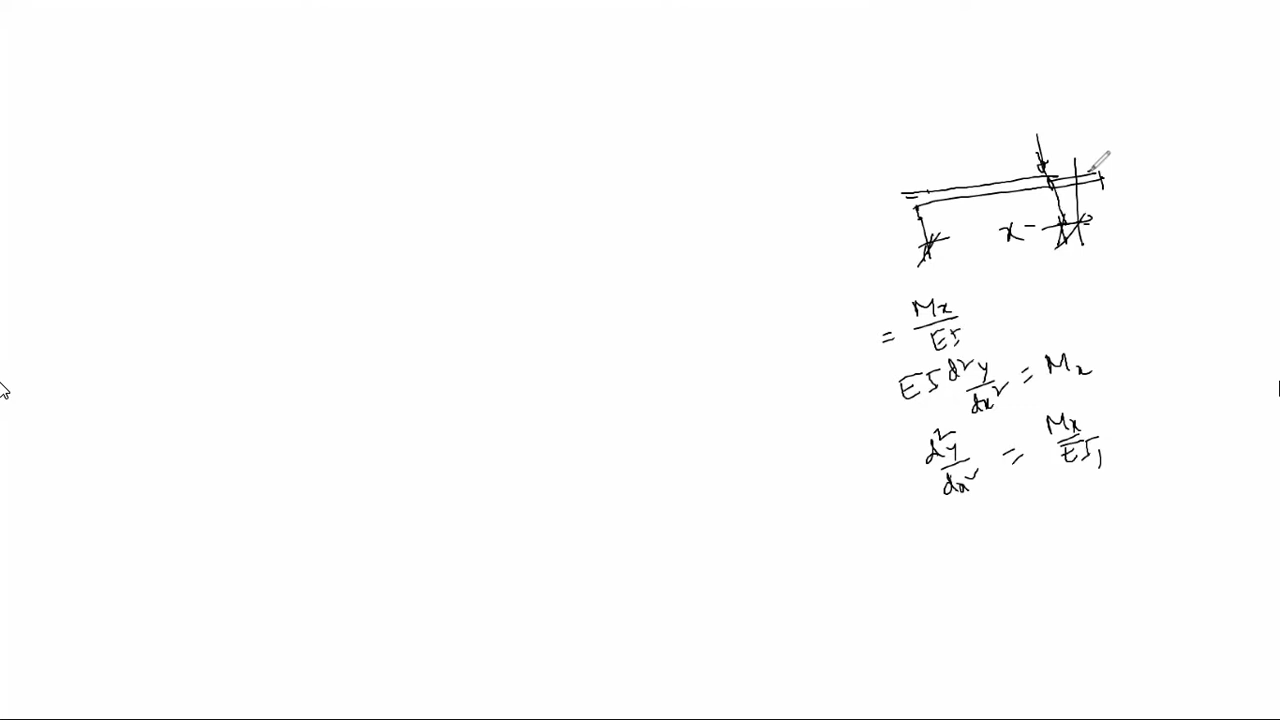 x -
= Mx/EI
EI d²y/dx² = Mx
d²y/dx² = Mx/EI,